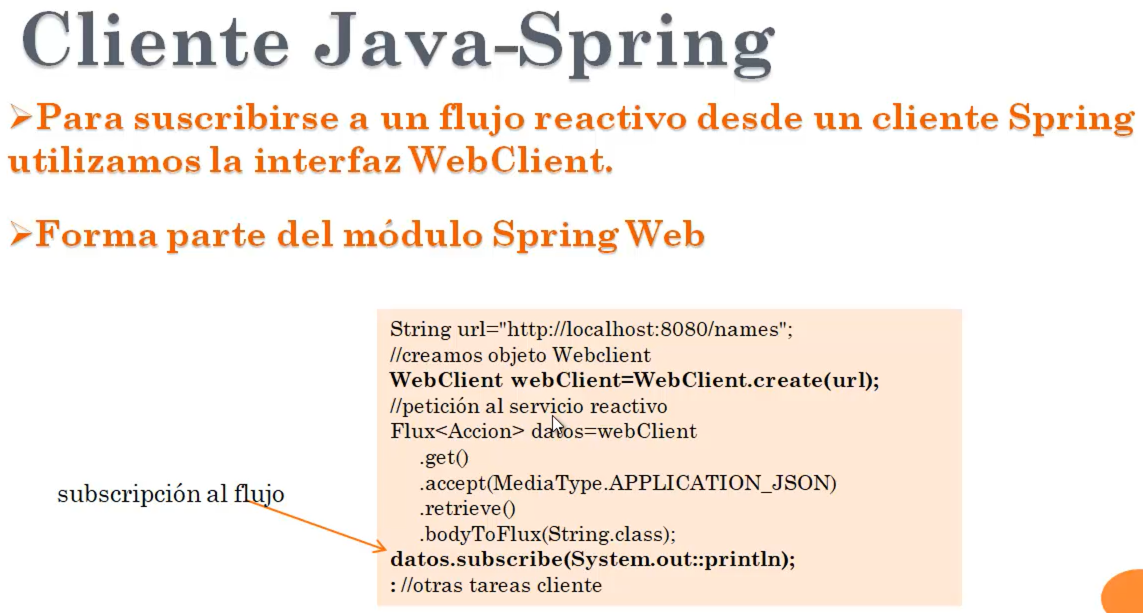 Cliente Java-Spring
➢Para suscribirse a un flujo reactivo desde un cliente Spring
utilizamos la interfaz WebClient.
➢Forma parte del módulo Spring Web
String url="http://localhost:8080/names";
//creamos objeto Webclient
WebClient webClient=WebClient.create(url);
//petición al servicio reactivo
Flux<Accion> datos=webClient
.get()
.accept(MediaType.APPLICATION_JSON)
.retrieve()
.bodyToFlux(String.class);
subscripción al flujo
datos.subscribe(System.out::println);
: //otras tareas cliente